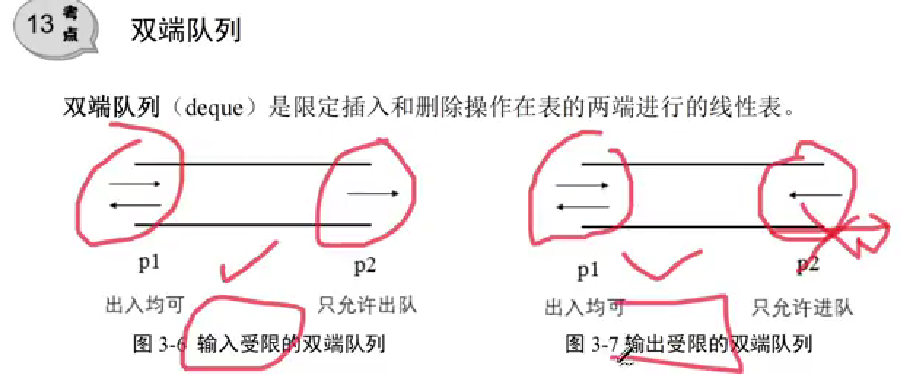 13 考点
双端队列
双端队列（deque）是限定插入和删除操作在表的两端进行的线性表。
p1 p2 p1 p2
出入均可 只允许出队 出入均可 只允许进队
图 3-6 输入受限的双端队列 图 3-7 输出受限的双端队列